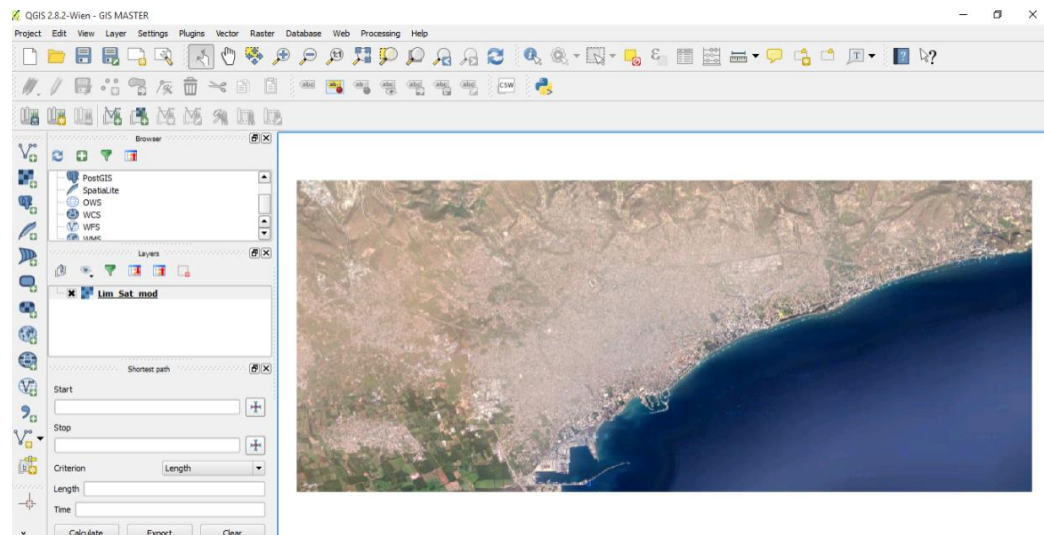 QGIS 2.8.2-Wien - GIS MASTER
Project Edit View Layer Settings Plugins Vector Raster Database Web Processing Help
CSW
Browser
PostGIS
SpatiaLite
OWS
WCS
WFS
WMS
Layers
Lim_Sat_mod
Shortest path
Start
Stop
Criterion Length
Length
Time
Calculate Export Clear